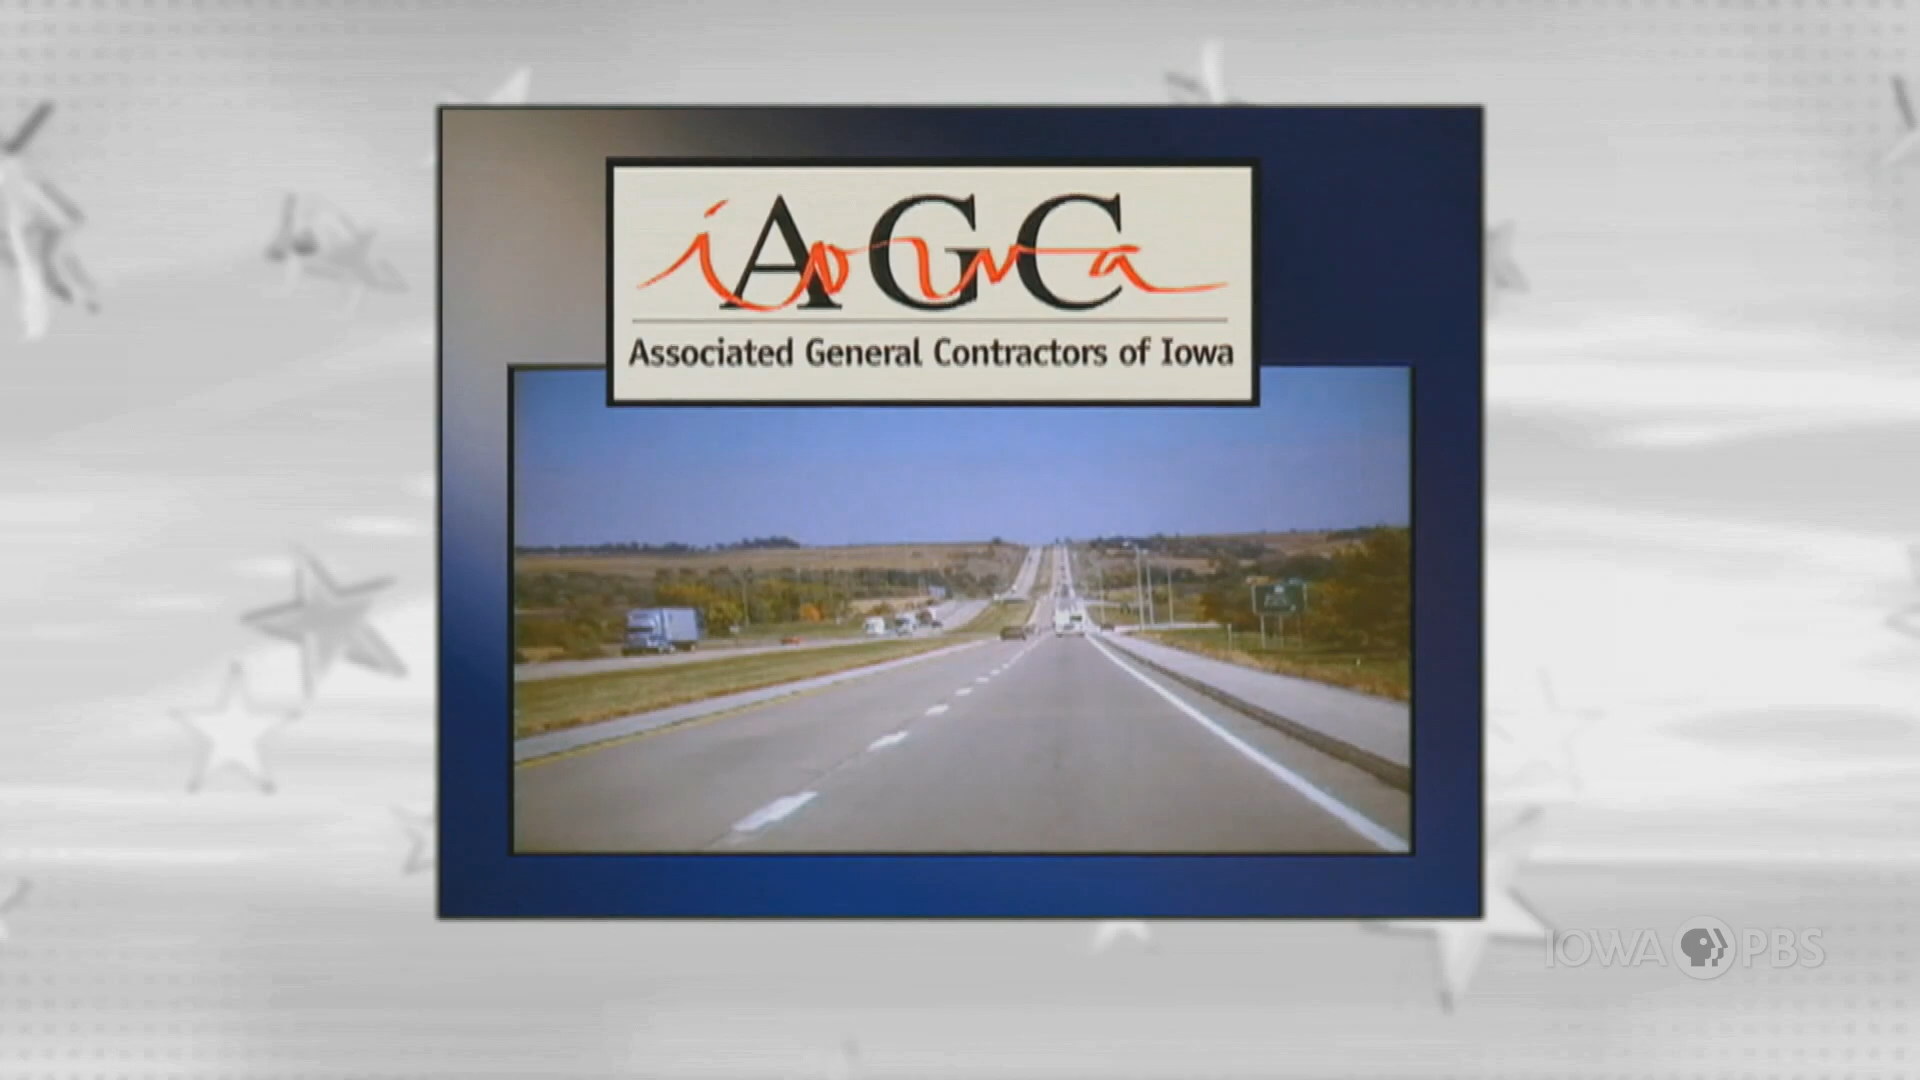 AGC
iowa
Associated General Contractors of Iowa
IOWA PBS